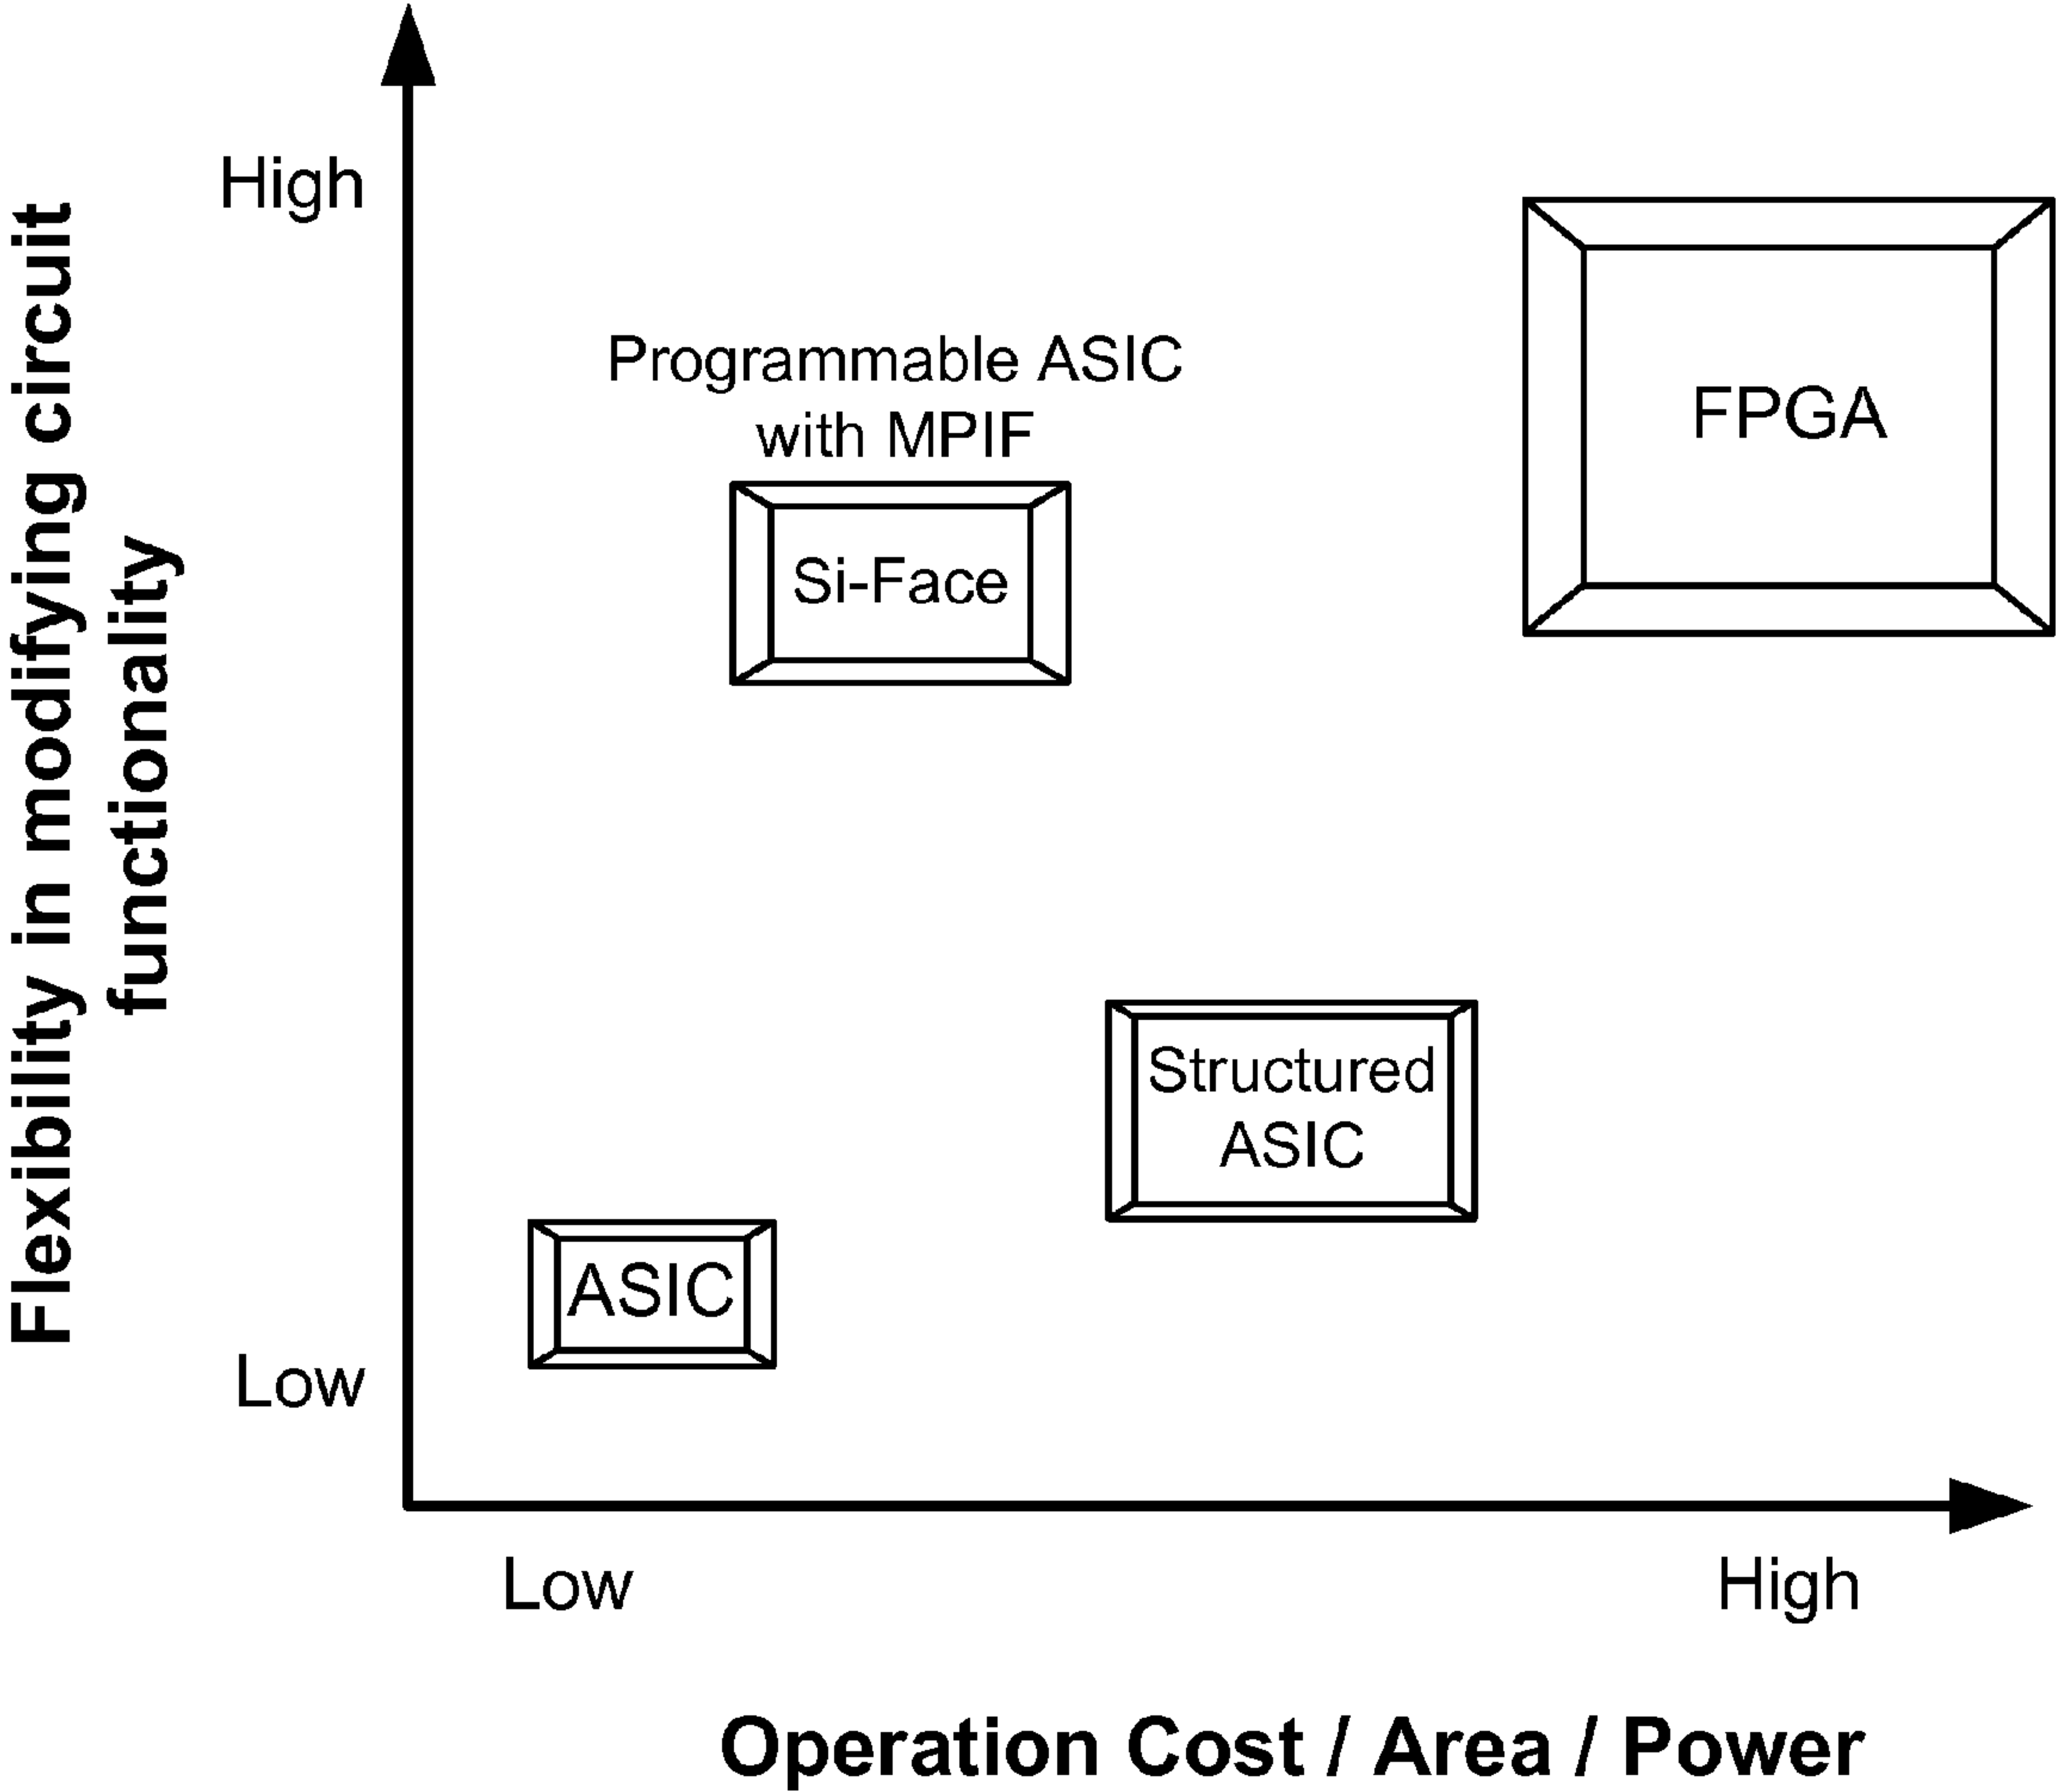 Flexibility in modifying circuit
functionality
High
Programmable ASIC
with MPIF
Si-Face
FPGA
Structured
ASIC
ASIC
Low
Low
High
Operation Cost / Area / Power